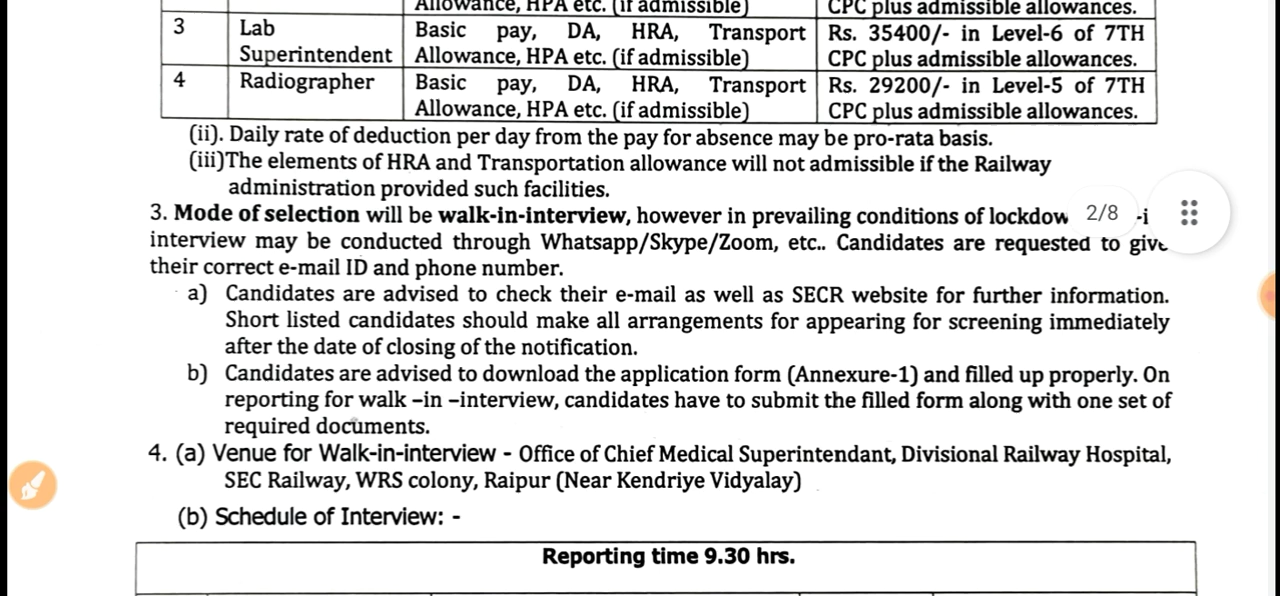 Allowance, HPA etc. (if admissible) CPC plus admissible allowances.
3 Lab Basic pay, DA, HRA, Transport Rs. 35400/- in Level-6 of 7TH
Superintendent Allowance, HPA etc. (if admissible) CPC plus admissible allowances.
4 Radiographer Basic pay, DA, HRA, Transport Rs. 29200/- in Level-5 of 7TH
Allowance, HPA etc. (if admissible) CPC plus admissible allowances.
(ii). Daily rate of deduction per day from the pay for absence may be pro-rata basis.
(iii)The elements of HRA and Transportation allowance will not admissible if the Railway
administration provided such facilities.
3. Mode of selection will be walk-in-interview, however in prevailing conditions of
2/8
interview may be conducted through Whatsapp/Skype/Zoom, etc.. Candidates are requested to
their correct e-mail ID and phone number.
a) Candidates are advised to check their e-mail as well as SECR website for further information.
Short listed candidates should make all arrangements for appearing for screening immediately
after the date of closing of the notification.
b) Candidates are advised to download the application form (Annexure-1) and filled up properly. On
reporting for walk –in –interview, candidates have to submit the filled form along with one set of
required documents.
4. (a) Venue for Walk-in-interview - Office of Chief Medical Superintendant, Divisional Railway Hospital,
SEC Railway, WRS colony, Raipur (Near Kendriye Vidyalay)
(b) Schedule of Interview: -
Reporting time 9.30 hrs.